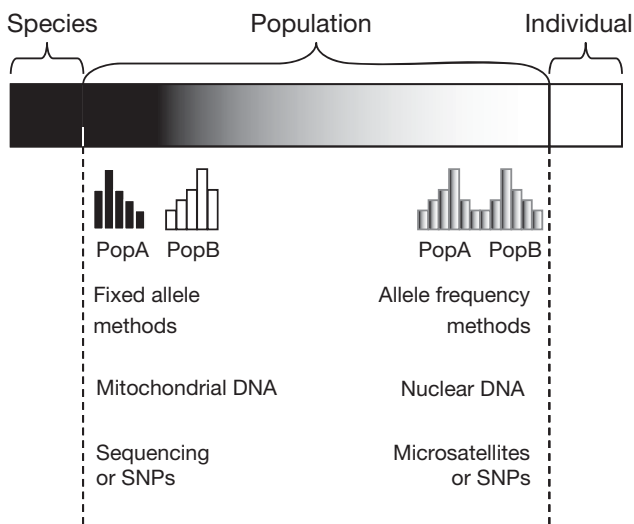 Species Population Individual
PopA PopB PopA PopB
Fixed allele
methods
Allele frequency
methods
Mitochondrial DNA
Nuclear DNA
Sequencing
or SNPs
Microsatellites
or SNPs